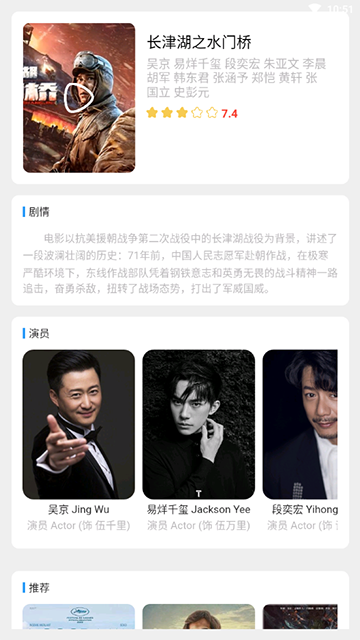 10:51
长津湖之水门桥
吴京 易烊千玺 段奕宏 朱亚文 李晨
胡军 韩东君 张涵予 郑恺 黄轩 张
国立 史彭元
7.4
剧情
电影以抗美援朝战争第二次战役中的长津湖战役为背景，讲述了
一段波澜壮阔的历史：71年前，中国人民志愿军赴朝作战，在极寒
严酷环境下，东线作战部队凭着钢铁意志和英勇无畏的战斗精神一路
追击，奋勇杀敌，扭转了战场态势，打出了军威国威。
演员
吴京 Jing Wu
易烊千玺 Jackson Yee
段奕宏 Yihong
演员 Actor (饰 伍千里)
演员 Actor (饰 伍万里)
演员 Actor (饰
推荐